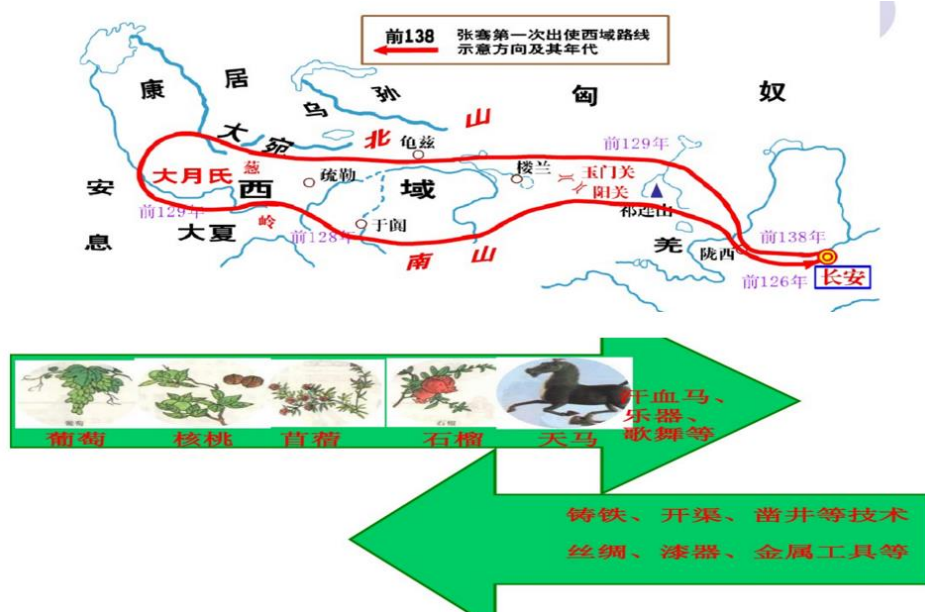 前138 张骞第一次出使西域路线
示意方向及其年代
康居
乌孙
匈奴
大宛
北山
龟兹
前129年
楼兰
玉门关
阳关
大月氏
葱岭
疏勒
西域
祁连山
安息
前129年
大夏
前128年
于阗
羌
陇西
前138年
南山
前126年
长安
葡萄
核桃
苜蓿
石榴
天马
汗血马、
乐器、
歌舞等
铸铁、开渠、凿井等技术
丝绸、漆器、金属工具等